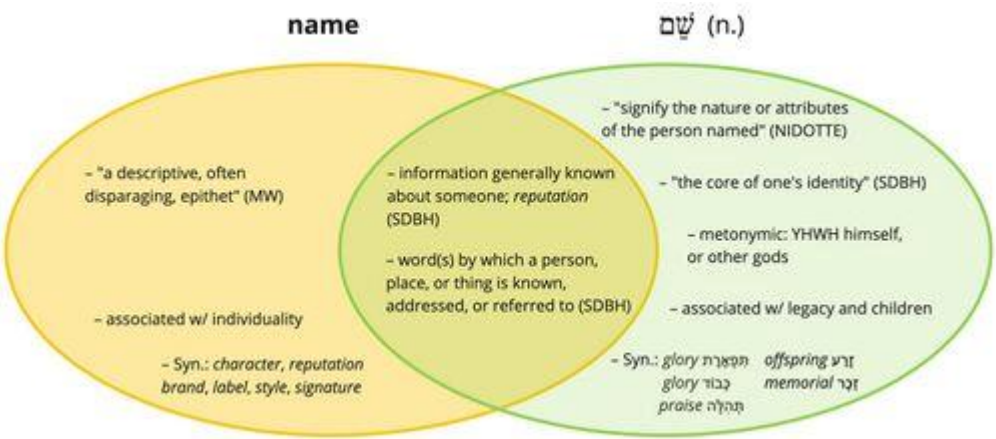 name
שֵׁם (n.)
– "a descriptive, often
disparaging, epithet" (MW)
– associated w/ individuality
– Syn.: character, reputation
brand, label, style, signature
– information generally known
about someone; reputation
(SDBH)
– word(s) by which a person,
place, or thing is known,
addressed, or referred to (SDBH)
– "signify the nature or attributes
of the person named" (NIDOTTE)
– "the core of one's identity" (SDBH)
– metonymic: YHWH himself,
or other gods
– associated w/ legacy and children
– Syn.: glory תִּפְאֶרֶת offspring זֶרַע
glory כָּבוֹד memorial זֵכֶר
praise תְּהִלָּה